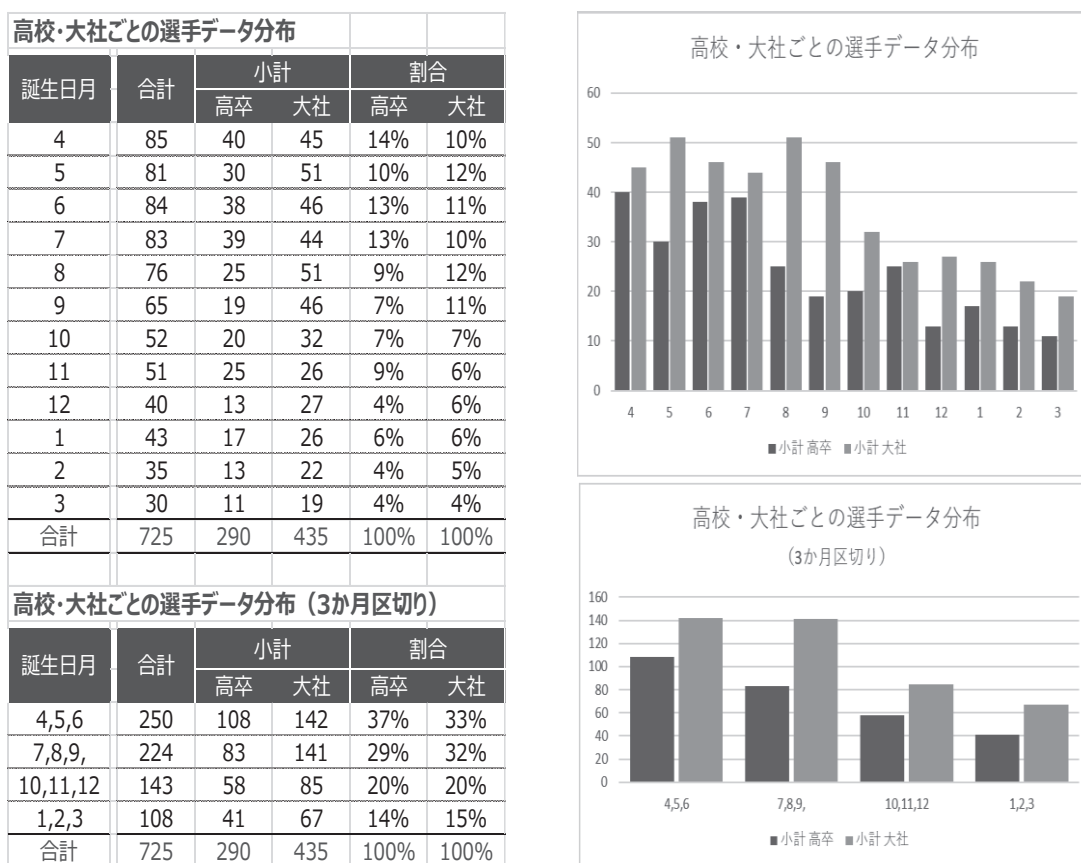 高校・大社ごとの選手データ分布
誕生日月 合計 小計 割合
高卒 大社 高卒 大社
4 85 40 45 14% 10%
5 81 30 51 10% 12%
6 84 38 46 13% 11%
7 83 39 44 13% 10%
8 76 25 51 9% 12%
9 65 19 46 7% 11%
10 52 20 32 7% 7%
11 51 25 26 9% 6%
12 40 13 27 4% 6%
1 43 17 26 6% 6%
2 35 13 22 4% 5%
3 30 11 19 4% 4%
合計 725 290 435 100% 100%
高校・大社ごとの選手データ分布（3か月区切り）
誕生日月 合計 小計 割合
高卒 大社 高卒 大社
4,5,6 250 108 142 37% 33%
7,8,9, 224 83 141 29% 32%
10,11,12 143 58 85 20% 20%
1,2,3 108 41 67 14% 15%
合計 725 290 435 100% 100%
高校・大社ごとの選手データ分布
60
50
40
30
20
10
0
4 5 6 7 8 9 10 11 12 1 2 3
■小計 高卒 ■小計 大社
高校・大社ごとの選手データ分布
（3か月区切り）
160
140
120
100
80
60
40
20
0
4,5,6 7,8,9, 10,11,12 1,2,3
■小計 高卒 ■小計 大社